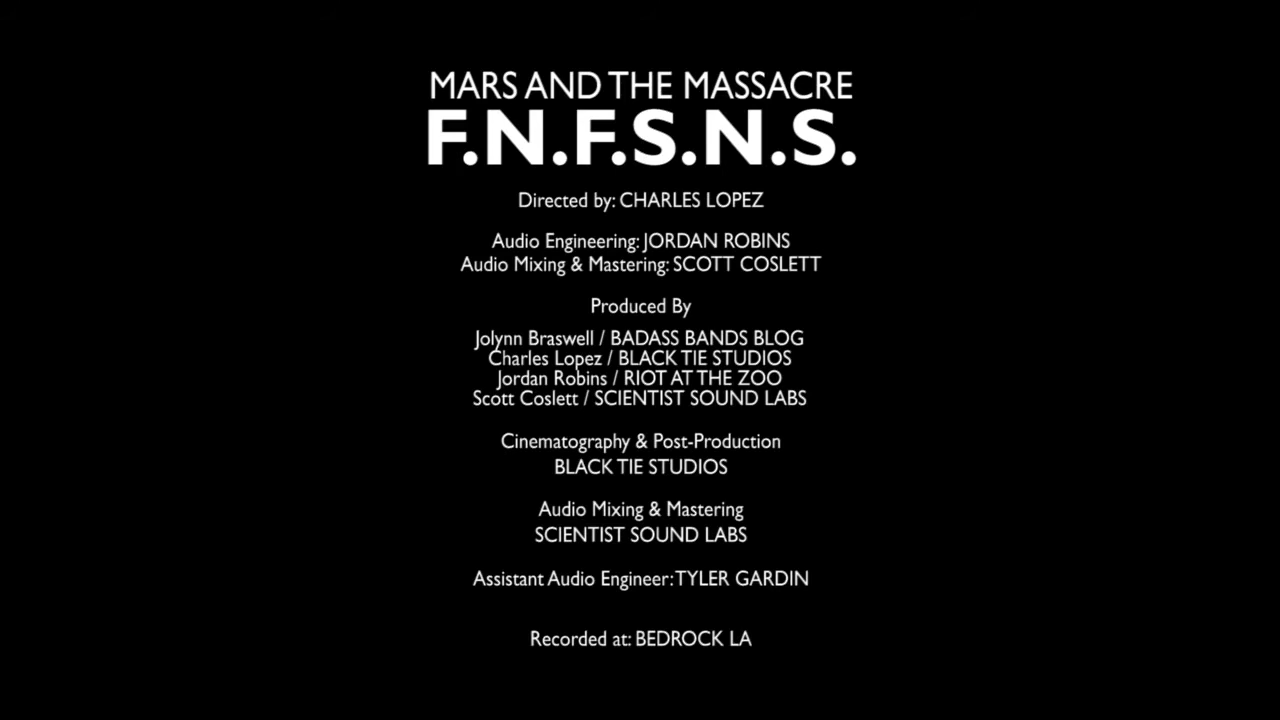 MARS AND THE MASSACRE
F.N.F.S.N.S.
Directed by: CHARLES LOPEZ
Audio Engineering: JORDAN ROBINS
Audio Mixing & Mastering: SCOTT COSLETT
Produced By
Jolynn Braswell / BADASS BANDS BLOG
Charles Lopez / BLACK TIE STUDIOS
Jordan Robins / RIOT AT THE ZOO
Scott Coslett / SCIENTIST SOUND LABS
Cinematography & Post-Production
BLACK TIE STUDIOS
Audio Mixing & Mastering
SCIENTIST SOUND LABS
Assistant Audio Engineer: TYLER GARDIN
Recorded at: BEDROCK LA